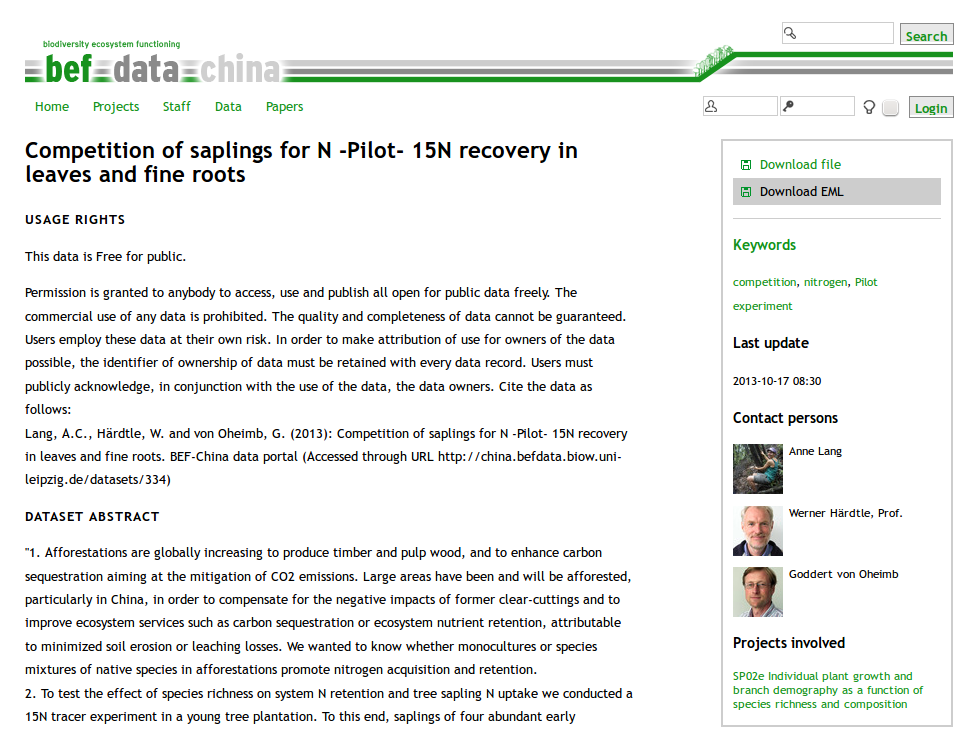 biodiversity ecosystem functioning
bef data china
Search
Home Projects Staff Data Papers
Login
Competition of saplings for N -Pilot- 15N recovery in
leaves and fine roots
USAGE RIGHTS
This data is Free for public.
Permission is granted to anybody to access, use and publish all open for public data freely. The
commercial use of any data is prohibited. The quality and completeness of data cannot be guaranteed.
Users employ these data at their own risk. In order to make attribution of use for owners of the data
possible, the identifier of ownership of data must be retained with every data record. Users must
publicly acknowledge, in conjunction with the use of the data, the data owners. Cite the data as
follows:
Lang, A.C., Härdtle, W. and von Oheimb, G. (2013): Competition of saplings for N -Pilot- 15N recovery
in leaves and fine roots. BEF-China data portal (Accessed through URL http://china.befdata.biow.uni-
leipzig.de/datasets/334)
DATASET ABSTRACT
"1. Afforestations are globally increasing to produce timber and pulp wood, and to enhance carbon
sequestration aiming at the mitigation of CO2 emissions. Large areas have been and will be afforested,
particularly in China, in order to compensate for the negative impacts of former clear-cuttings and to
improve ecosystem services such as carbon sequestration or ecosystem nutrient retention, attributable
to minimized soil erosion or leaching losses. We wanted to know whether monocultures or species
mixtures of native species in afforestations promote nitrogen acquisition and retention.
2. To test the effect of species richness on system N retention and tree sapling N uptake we conducted a
15N tracer experiment in a young tree plantation. To this end, saplings of four abundant early
Download file
Download EML
Keywords
competition, nitrogen, Pilot
experiment
Last update
2013-10-17 08:30
Contact persons
Anne Lang
Werner Härdtle, Prof.
Goddert von Oheimb
Projects involved
SP02e Individual plant growth and
branch demography as a function of
species richness and composition